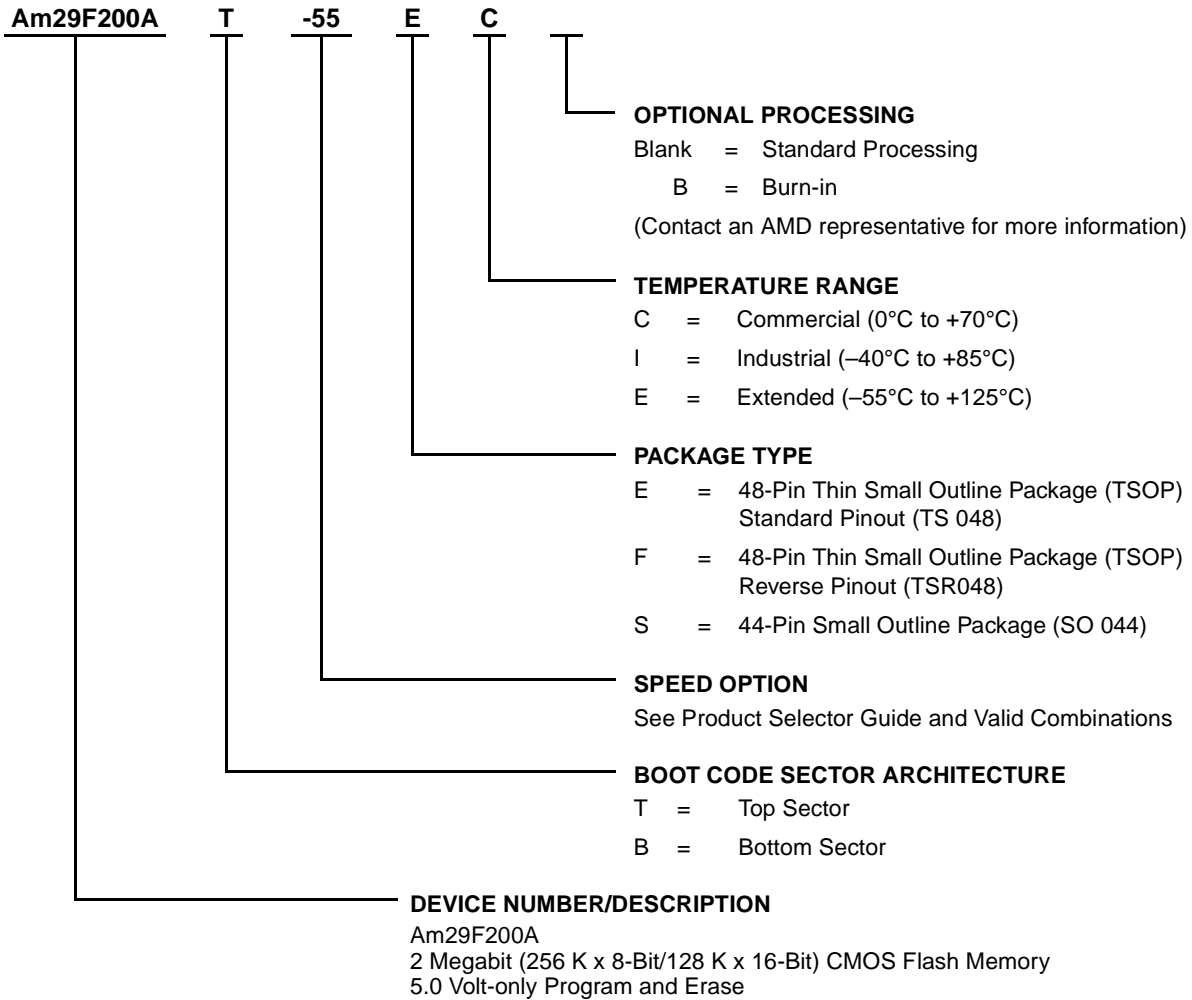 Am29F200A T -55 E C
OPTIONAL PROCESSING
Blank = Standard Processing
B = Burn-in
(Contact an AMD representative for more information)
TEMPERATURE RANGE
C = Commercial (0°C to +70°C)
I = Industrial (–40°C to +85°C)
E = Extended (–55°C to +125°C)
PACKAGE TYPE
E = 48-Pin Thin Small Outline Package (TSOP)
Standard Pinout (TS 048)
F = 48-Pin Thin Small Outline Package (TSOP)
Reverse Pinout (TSR048)
S = 44-Pin Small Outline Package (SO 044)
SPEED OPTION
See Product Selector Guide and Valid Combinations
BOOT CODE SECTOR ARCHITECTURE
T = Top Sector
B = Bottom Sector
DEVICE NUMBER/DESCRIPTION
Am29F200A
2 Megabit (256 K x 8-Bit/128 K x 16-Bit) CMOS Flash Memory
5.0 Volt-only Program and Erase